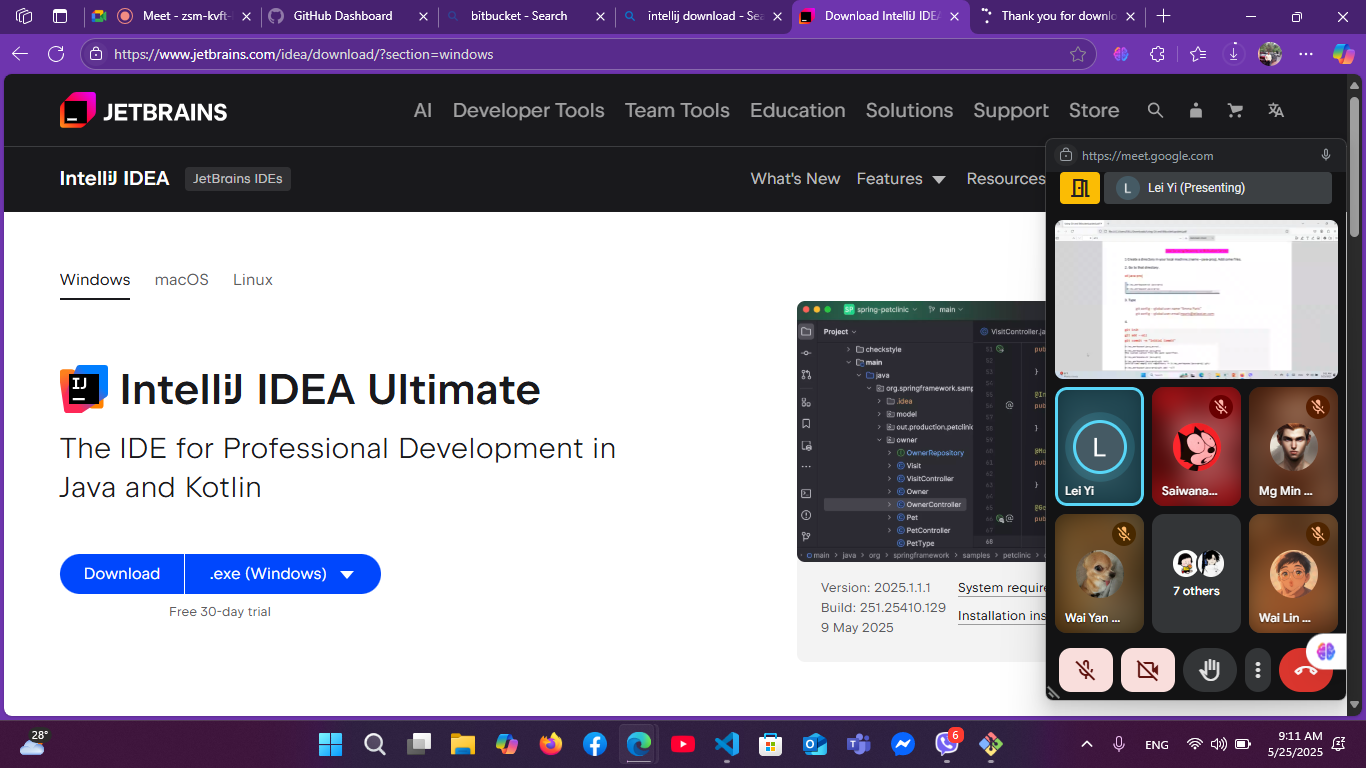 Meet - zsm-kvft-
GitHub Dashboard
bitbucket - Search
intellij download - Sea
Download IntelliJ IDEA
Thank you for downlo
https://www.jetbrains.com/idea/download/?section=windows
JETBRAINS
AI Developer Tools Team Tools Education Solutions Support Store
IntelliJ IDEA JetBrains IDEs
What's New Features Resources
Windows macOS Linux
IJ
IntelliJ IDEA Ultimate
The IDE for Professional Development in
Java and Kotlin
Download .exe (Windows)
Free 30-day trial
SP spring-petclinic main
Project
VisitController.ja
checkstyle
main
java
org.springframework.samp
.idea
model
out.production.petclinic
owner
OwnerRepository
Visit
VisitController
Owner
OwnerController
Pet
PetController
PetType
main java org springframework samples petclinic
Version: 2025.1.1.1
Build: 251.25410.129
9 May 2025
System require
Installation ins
https://meet.google.com
L Lei Yi (Presenting)
L
Lei Yi
Saiwana...
Mg Min ...
Wai Yan ...
7 others
Wai Lin ...
28°
6
ENG
9:11 AM
5/25/2025